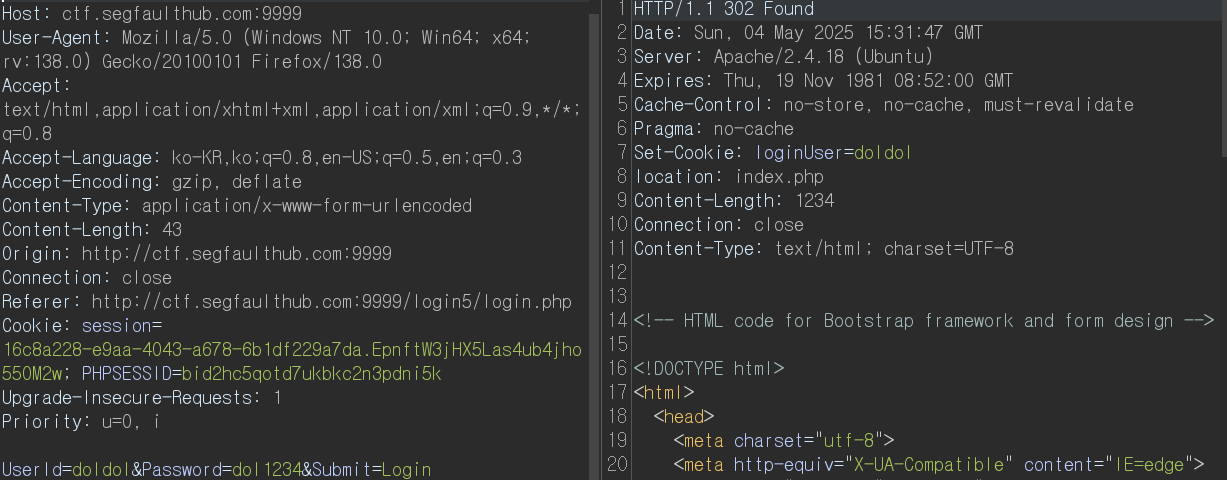 Host: ctf.segfaulthub.com:9999
User-Agent: Mozilla/5.0 (Windows NT 10.0; Win64; x64;
rv:138.0) Gecko/20100101 Firefox/138.0
Accept:
text/html,application/xhtml+xml,application/xml;q=0.9,*/*;
q=0.8
Accept-Language: ko-KR,ko;q=0.8,en-US;q=0.5,en;q=0.3
Accept-Encoding: gzip, deflate
Content-Type: application/x-www-form-urlencoded
Content-Length: 43
Origin: http://ctf.segfaulthub.com:9999
Connection: close
Referer: http://ctf.segfaulthub.com:9999/login5/login.php
Cookie: session=
16c8a228-e9aa-4043-a678-6b1df229a7da.EpnftW3jHX5Las4ub4jho
550M2w; PHPSESSID=bid2hc5qotd7ukbkc2n3pdni5k
Upgrade-Insecure-Requests: 1
Priority: u=0, i
UserId=doldol&Password=dol1234&Submit=Login
1 HTTP/1.1 302 Found
2 Date: Sun, 04 May 2025 15:31:47 GMT
3 Server: Apache/2.4.18 (Ubuntu)
4 Expires: Thu, 19 Nov 1981 08:52:00 GMT
5 Cache-Control: no-store, no-cache, must-revalidate
6 Pragma: no-cache
7 Set-Cookie: loginUser=doldol
8 location: index.php
9 Content-Length: 1234
10 Connection: close
11 Content-Type: text/html; charset=UTF-8
12
13
14 <!-- HTML code for Bootstrap framework and form design -->
15
16 <!DOCTYPE html>
17 <html>
18 <head>
19 <meta charset="utf-8">
20 <meta http-equiv="X-UA-Compatible" content="IE=edge">